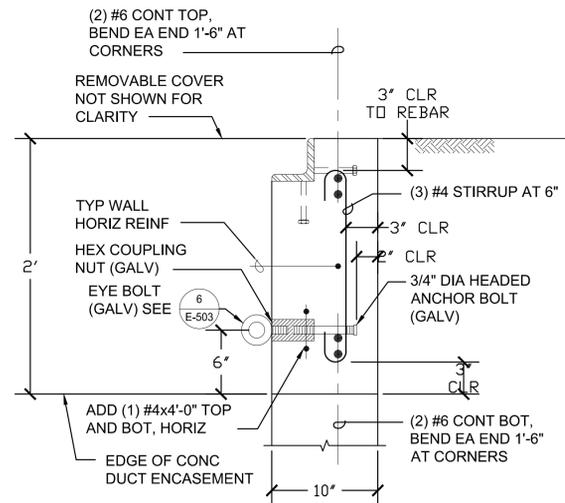 (2) #6 CONT TOP,
BEND EA END 1'-6" AT
CORNERS
REMOVABLE COVER
NOT SHOWN FOR
CLARITY
3" CLR
TO REBAR
(3) #4 STIRRUP AT 6"
TYP WALL
HORIZ REINF
3" CLR
2" CLR
HEX COUPLING
NUT (GALV)
2'
EYE BOLT
(GALV) SEE
6
E-503
3/4" DIA HEADED
ANCHOR BOLT
(GALV)
6"
3"
CLR
ADD (1) #4x4'-0" TOP
AND BOT, HORIZ
(2) #6 CONT BOT,
BEND EA END 1'-6"
AT CORNERS
EDGE OF CONC
DUCT ENCASEMENT
10"